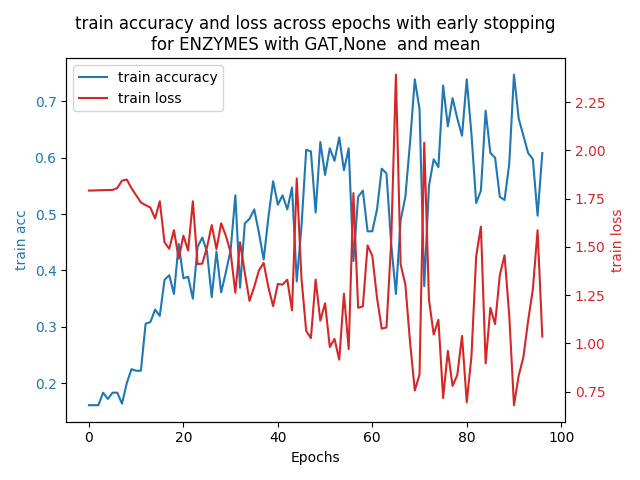 train accuracy and loss across epochs with early stopping
for ENZYMES with GAT,None  and mean
train accuracy
train loss
train acc
0.7
0.6
0.5
0.4
0.3
0.2
2.25
2.00
1.75
1.50
1.25
1.00
0.75
train loss
0 20 40 60 80 100
Epochs